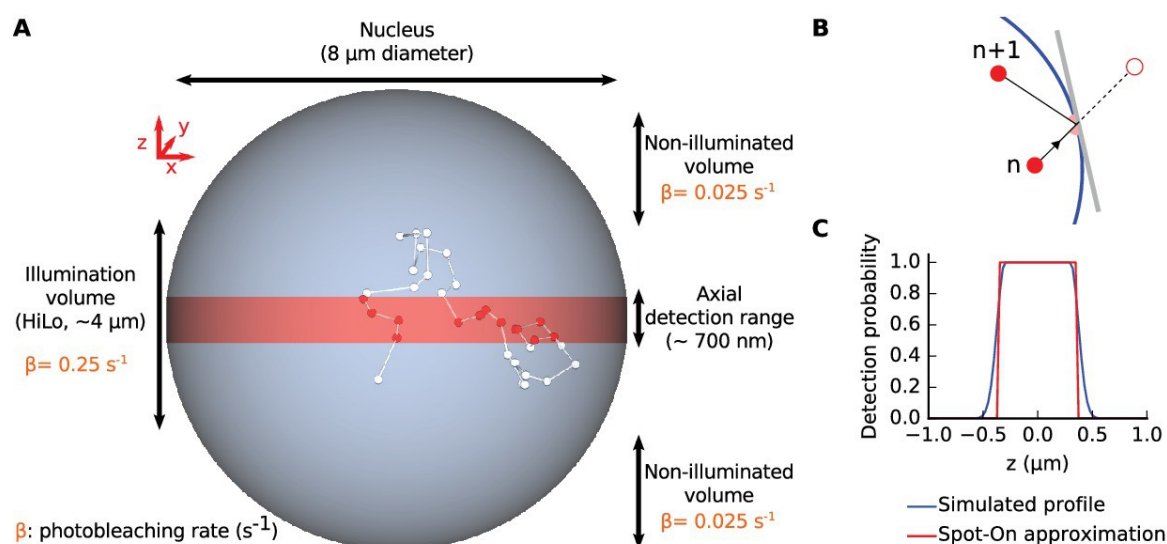 A
Nucleus
(8 μm diameter)
z
y
x
Non-illuminated
volume
β= 0.025 s⁻¹
Illumination
volume
(HiLo, ~4 μm)
β= 0.25 s⁻¹
Axial
detection range
(~ 700 nm)
Non-illuminated
volume
β= 0.025 s⁻¹
β: photobleaching rate (s⁻¹)
B
n+1
n
C
Detection probability
1.0
0.8
0.6
0.4
0.2
0.0
−1.0 −0.5 0.0 0.5 1.0
z (μm)
Simulated profile
Spot-On approximation